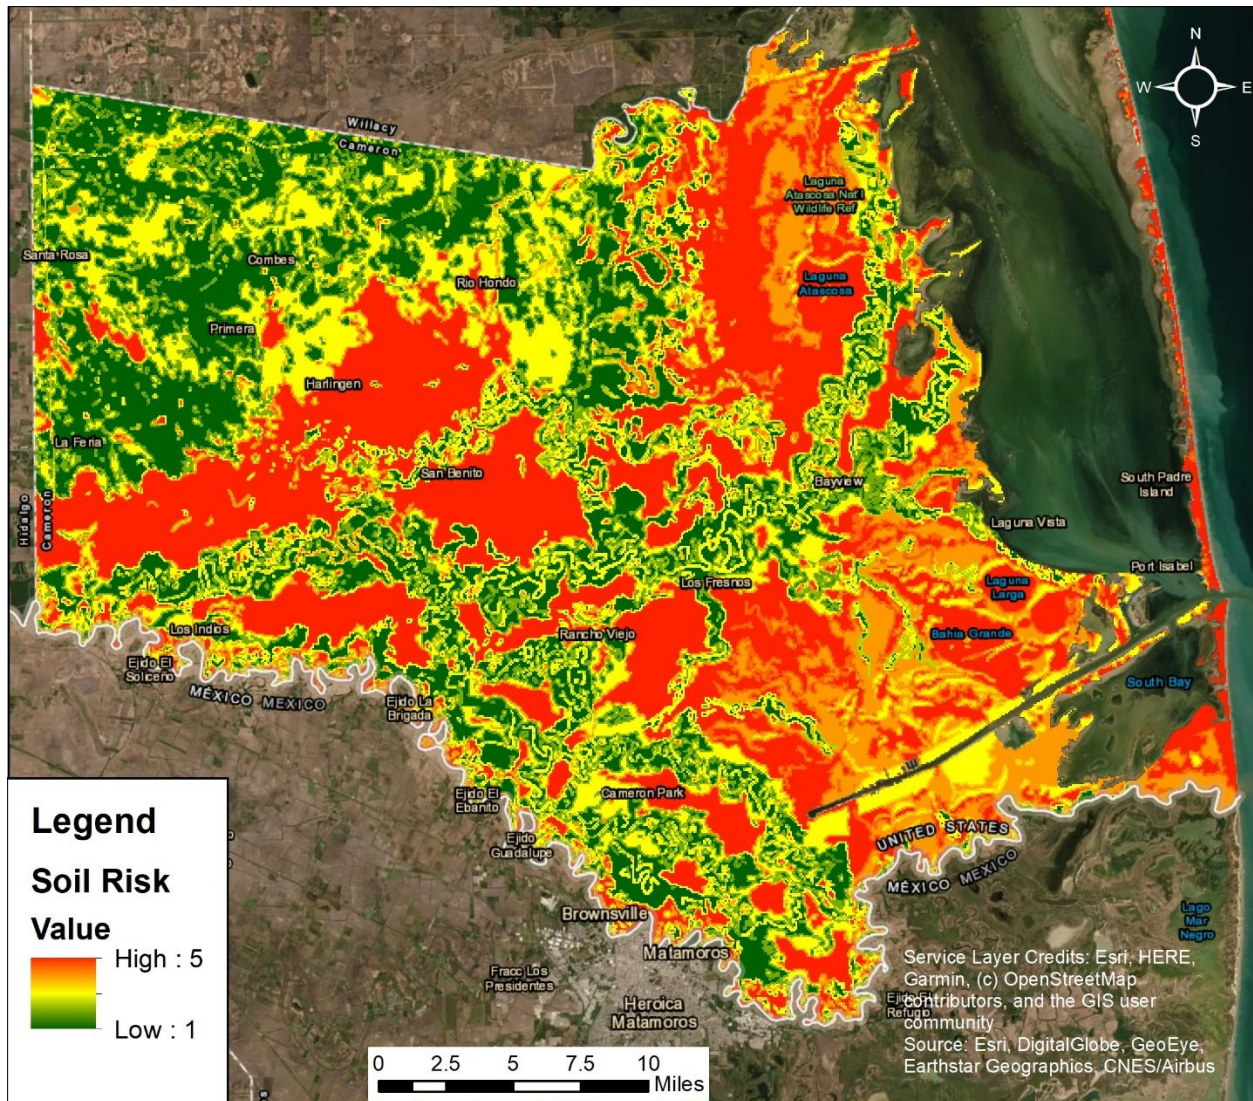 N
W E
S
Willacy
Cameron
Laguna
Atascosa Nat'l
Wildlife Ref
Santa Rosa
Combes
Rio Hondo
Laguna
Atascosa
Primera
Harlingen
La Feria
San Benito
Bayview
South Padre
Island
Hidalgo
Cameron
Laguna Vista
Port Isabel
Los Fresnos
Laguna
Larga
Los Indios
Rancho Viejo
Bahia Grande
Ejido El
Soliceño
MÉXICO MEXICO
Ejido La
Brigada
South Bay
Ejido El
Ebanito
Cameron Park
Ejido
Guadalupe
UNITED STATES
MÉXICO MEXICO
Brownsville
Matamoros
Lago
Mar
Negro
Fracc Los
Presidentes
Heroica
Matamoros
Ejido El
Refugio
Legend
Soil Risk
Value
High : 5
Low : 1
0 2.5 5 7.5 10
Miles
Service Layer Credits: Esri, HERE,
Garmin, (c) OpenStreetMap
contributors, and the GIS user
community
Source: Esri, DigitalGlobe, GeoEye,
Earthstar Geographics, CNES/Airbus